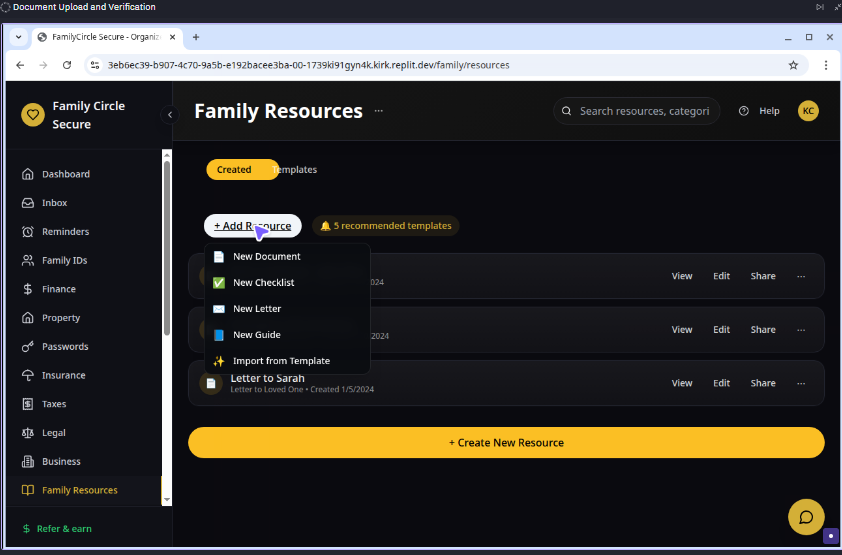 Document Upload and Verification
FamilyCircle Secure - Organiz
3eb6ec39-b907-4c70-9a5b-e192bacee3ba-00-1739ki91gyn4k.kirk.replit.dev/family/resources
Family Circle
Secure
Family Resources
Search resources, categori
Help
KC
Dashboard
Inbox
Reminders
Family IDs
Finance
Property
Passwords
Insurance
Taxes
Legal
Business
Family Resources
Refer & earn
Created
Templates
+ Add Resource
5 recommended templates
New Document
New Checklist
New Letter
New Guide
Import from Template
2024
View Edit Share
2024
View Edit Share
Letter to Sarah
Letter to Loved One • Created 1/5/2024
View Edit Share
+ Create New Resource